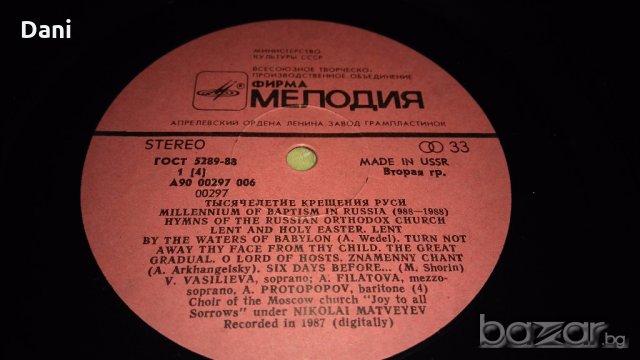 Dani
МИНИСТЕРСТВО
КУЛЬТУРЫ СССР
ВСЕСОЮЗНОЕ ТВОРЧЕСКО-
ПРОИЗВОДСТВЕННОЕ ОБЪЕДИНЕНИЕ
ФИРМА
МЕЛОДИЯ
АПРЕЛЕВСКИЙ ОРДЕНА ЛЕНИНА ЗАВОД ГРАМПЛАСТИНОК
STEREO 33
ГОСТ 5289-88 MADE IN USSR
1 (4) Вторая гр.
А90 00297 006
00297
ТЫСЯЧЕЛЕТИЕ КРЕЩЕНИЯ РУСИ
MILLENNIUM OF BAPTISM IN RUSSIA (988—1988)
HYMNS OF THE RUSSIAN ORTHODOX CHURCH
LENT AND HOLY EASTER. LENT
BY THE WATERS OF BABYLON (A. Wedel). TURN NOT
AWAY THY FACE FROM THY CHILD. THE GREAT
GRADUAL. O LORD OF HOSTS. ZNAMENNY CHANT
(A. Arkhangelsky). SIX DAYS BEFORE... (M. Shorin)
V. VASILIEVA, soprano; A. FILATOVA, mezzo-
soprano, A. PROTOPOPOV, baritone (4)
Choir of the Moscow church "Joy to all
Sorrows" under NIKOLAI MATVEYEV
Recorded in 1987 (digitally)
bazar.bg